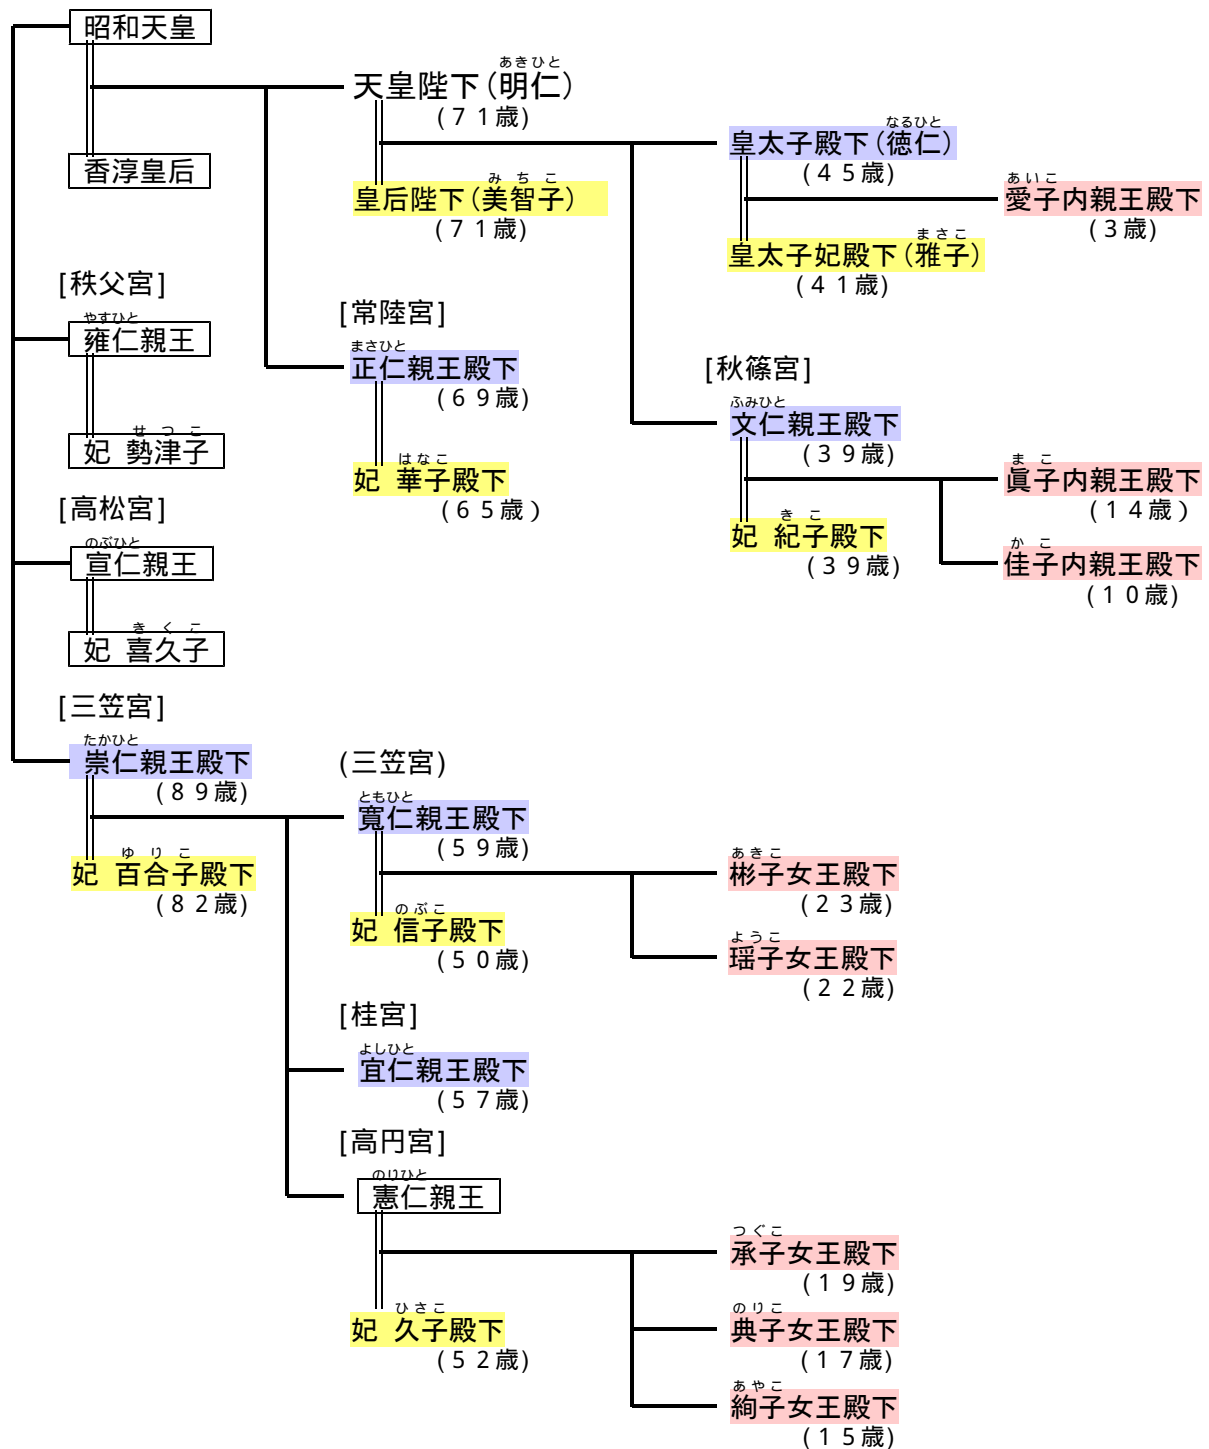 昭和天皇
香淳皇后
あきひと
天皇陛下（明仁）
(７１歳)
みちこ
皇后陛下（美智子）
(７１歳)
なるひと
皇太子殿下（徳仁）
(４５歳)
まさこ
皇太子妃殿下（雅子）
(４１歳)
あいこ
愛子内親王殿下
(３歳)
[秩父宮]
やすひと
雍仁親王
せつこ
妃 勢津子
[常陸宮]
まさひと
正仁親王殿下
(６９歳)
はなこ
妃 華子殿下
(６５歳)
[秋篠宮]
ふみひと
文仁親王殿下
(３９歳)
きこ
妃 紀子殿下
(３９歳)
まこ
眞子内親王殿下
(１４歳)
かこ
佳子内親王殿下
(１０歳)
[高松宮]
のぶひと
宣仁親王
きくこ
妃 喜久子
[三笠宮]
たかひと
崇仁親王殿下
(８９歳)
ゆりこ
妃 百合子殿下
(８２歳)
(三笠宮)
ともひと
寬仁親王殿下
(５９歳)
のぶこ
妃 信子殿下
(５０歳)
あきこ
彬子女王殿下
(２３歳)
ようこ
瑶子女王殿下
(２２歳)
[桂宮]
よしひと
宜仁親王殿下
(５７歳)
[高円宮]
のりひと
憲仁親王
ひさこ
妃 久子殿下
(５２歳)
つぐこ
承子女王殿下
(１９歳)
のりこ
典子女王殿下
(１７歳)
あやこ
絢子女王殿下
(１５歳)